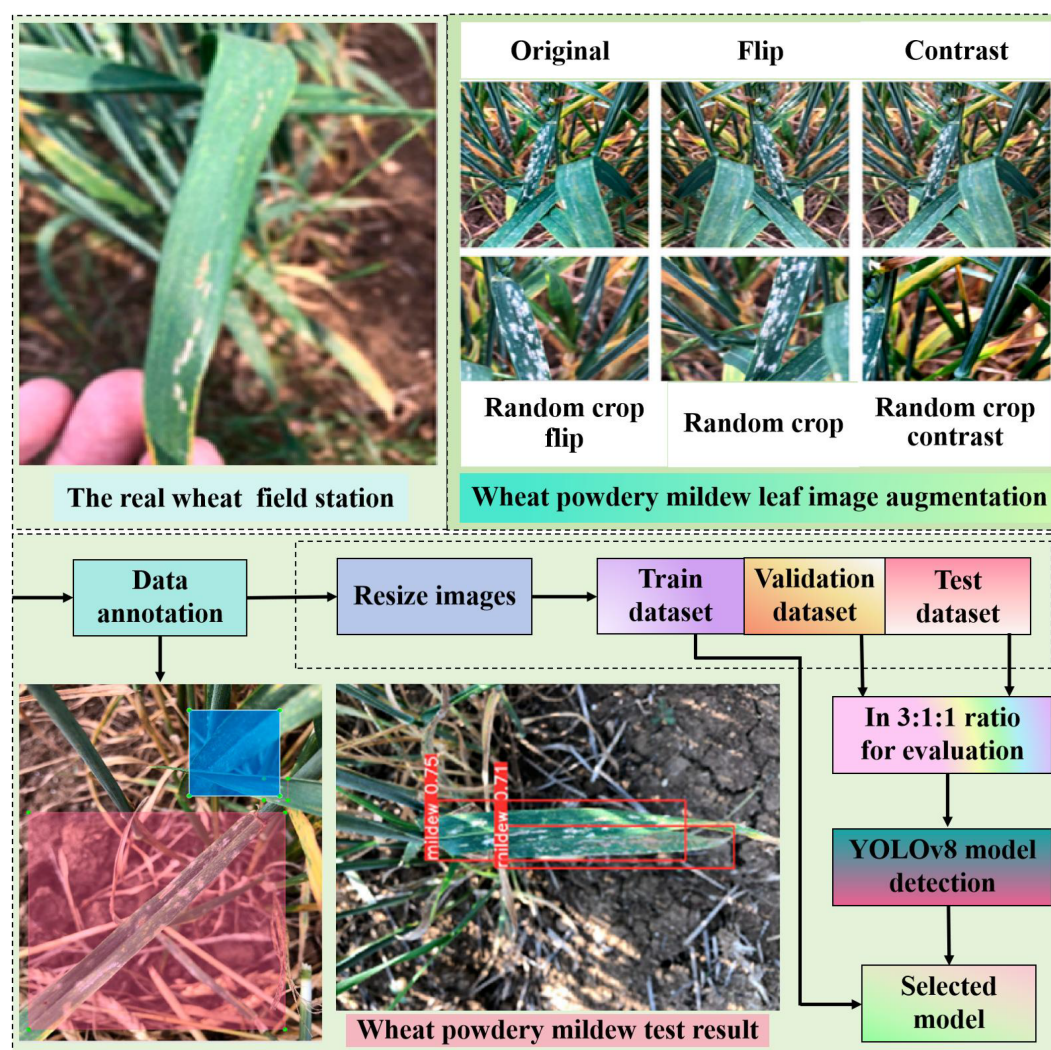 Original
Flip
Contrast
Random crop
flip
Random crop
Random crop
contrast
The real wheat field station
Wheat powdery mildew leaf image augmentation
Data
annotation
Resize images
Train
dataset
Validation
dataset
Test
dataset
In 3:1:1 ratio
for evaluation
YOLOv8 model
detection
Selected
model
mildew 0.75
mildew 0.71
Wheat powdery mildew test result